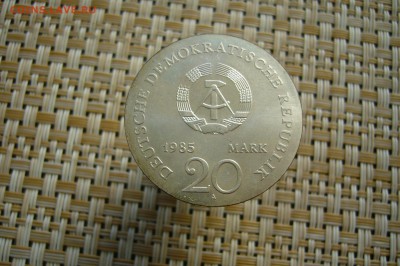 DEUTSCHE DEMOKRATISCHE REPUBLIK
1985 MARK
20
A